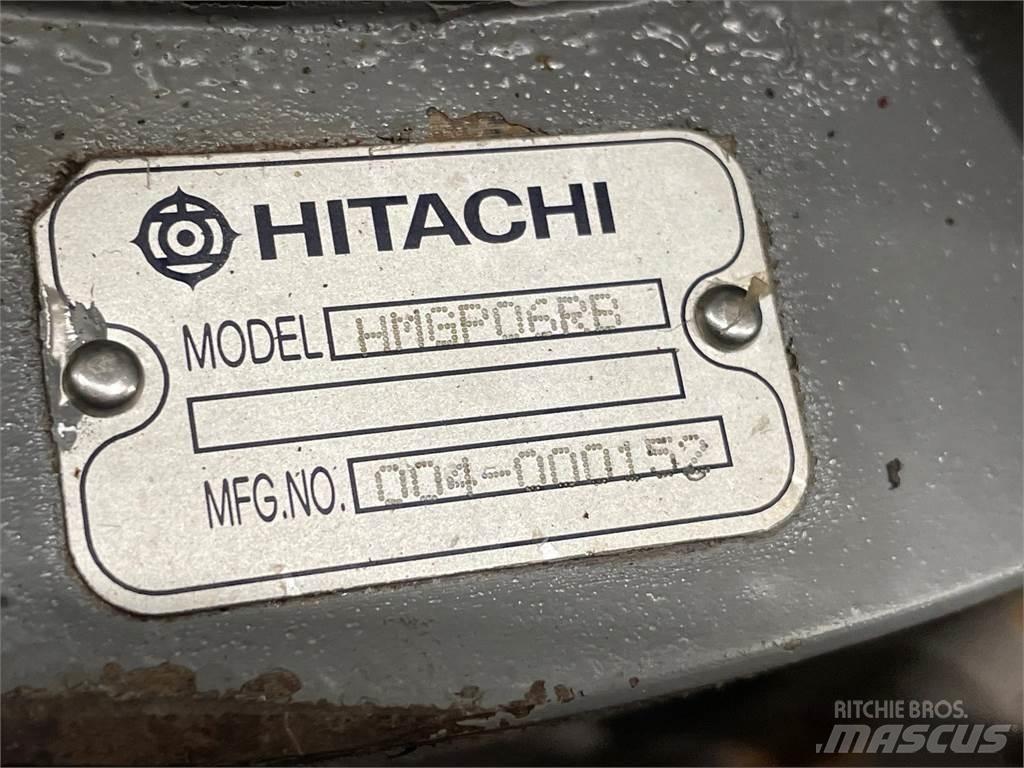 HITACHI
MODEL HMGP06RB
MFG.NO. 004-000152
RITCHIE BROS.
MASCUS